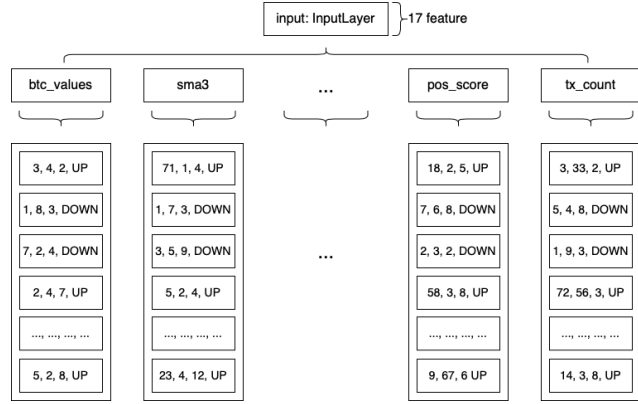 input: InputLayer
17 feature
btc_values
sma3
...
pos_score
tx_count
3, 4, 2, UP
71, 1, 4, UP
18, 2, 5, UP
3, 33, 2, UP
1, 8, 3, DOWN
1, 7, 3, DOWN
7, 6, 8, DOWN
5, 4, 8, DOWN
7, 2, 4, DOWN
3, 5, 9, DOWN
...
2, 3, 2, DOWN
1, 9, 3, DOWN
2, 4, 7, UP
5, 2, 4, UP
58, 3, 8, UP
72, 56, 3, UP
..., ..., ..., ...
..., ..., ..., ...
..., ..., ..., ...
..., ..., ..., ...
5, 2, 8, UP
23, 4, 12, UP
9, 67, 6 UP
14, 3, 8, UP